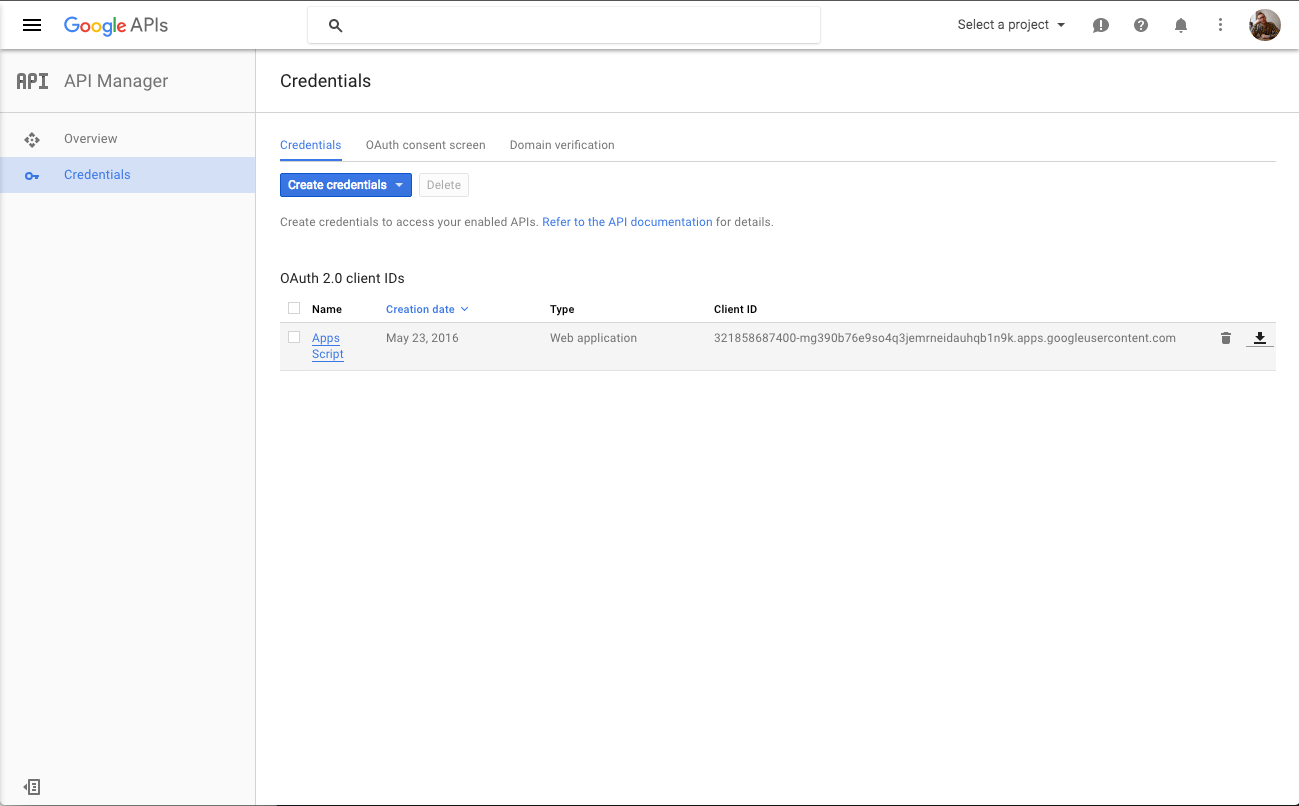 Google APIs
Select a project
API API Manager
Credentials
Overview
Credentials
Credentials OAuth consent screen Domain verification
Create credentials Delete
Create credentials to access your enabled APIs. Refer to the API documentation for details.
OAuth 2.0 client IDs
Name Creation date Type Client ID
Apps May 23, 2016 Web application 321858687400-mg390b76e9so4q3jemrneidauhqb1n9k.apps.googleusercontent.com
Script